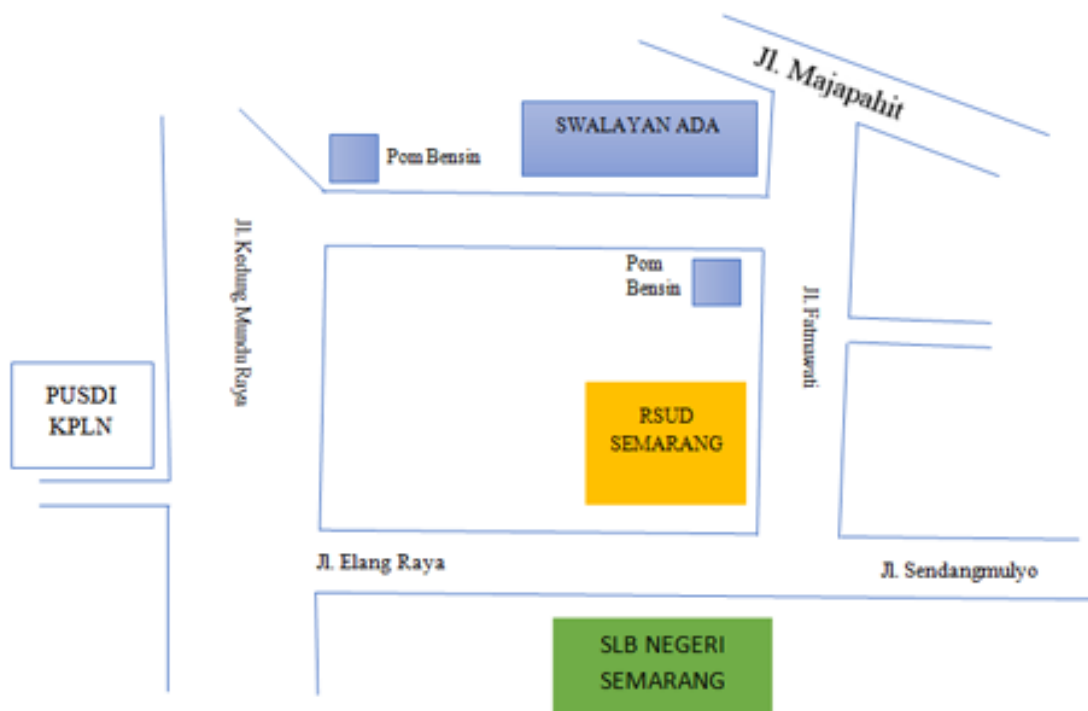 Jl. Majapahit
SWALAYAN ADA
Pom Bensin
Jl. Kedung Mundu Raya
Pom
Bensin
Jl. Fatmawati
PUSDI
KPLN
RSUD
SEMARANG
Jl. Elang Raya
Jl. Sendangmulyo
SLB NEGERI
SEMARANG